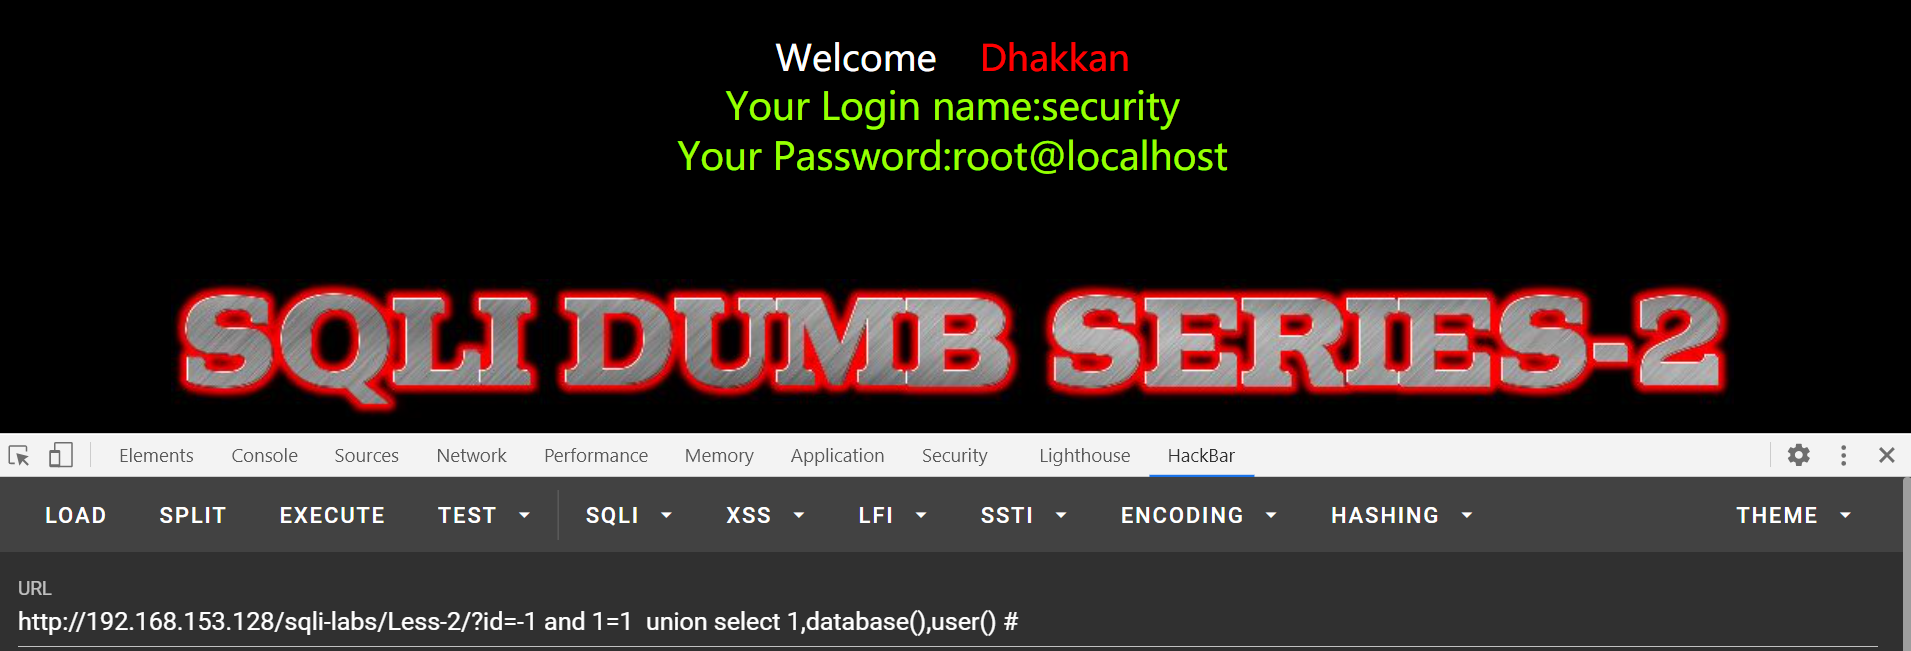 Welcome Dhakkan
Your Login name:security
Your Password:root@localhost
SQLI DUMB SERIES-2
Elements Console Sources Network Performance Memory Application Security Lighthouse HackBar
LOAD SPLIT EXECUTE TEST SQLI XSS LFI SSTI ENCODING HASHING THEME
URL
http://192.168.153.128/sqli-labs/Less-2/?id=-1 and 1=1  union select 1,database(),user() #